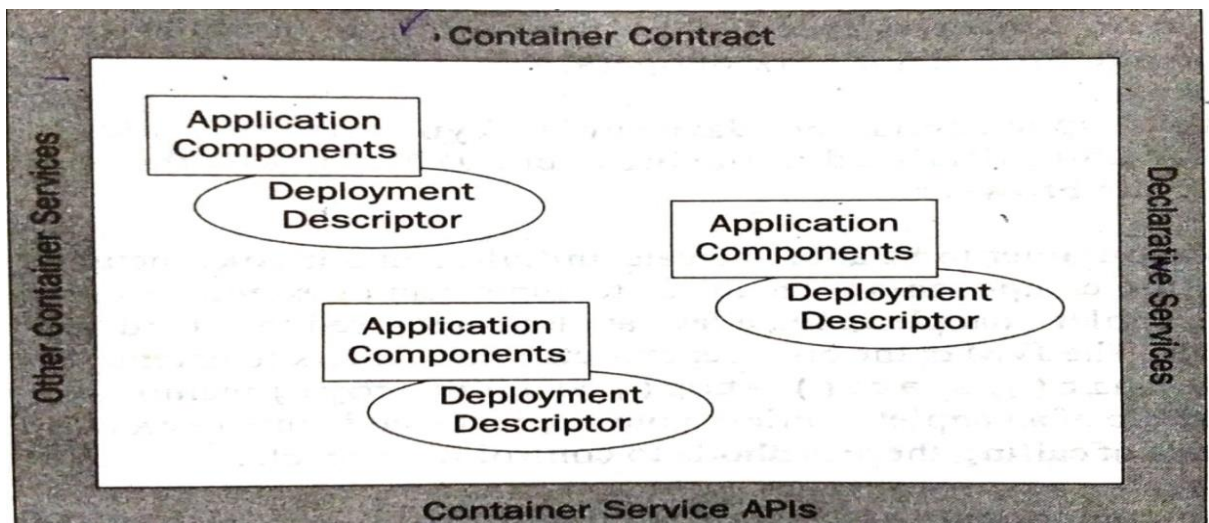 Container Contract
Other Container Services
Application
Components
Deployment
Descriptor
Application
Components
Deployment
Descriptor
Application
Components
Deployment
Descriptor
Declarative Services
Container Service APIs